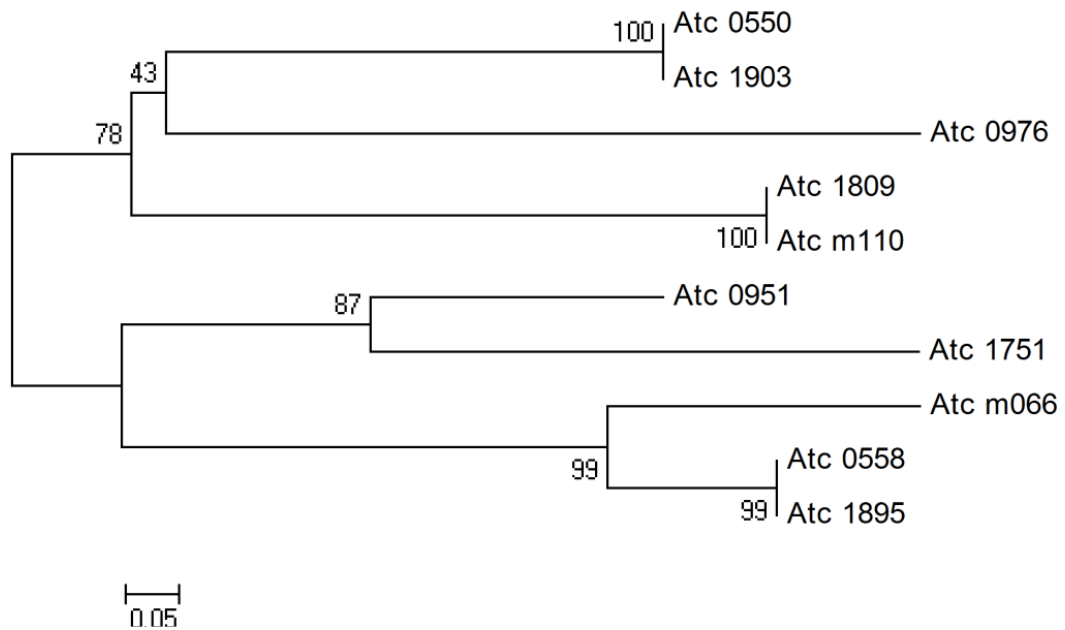 100
Atc 0550
Atc 1903
43
Atc 0976
78
Atc 1809
100
Atc m110
Atc 0951
87
Atc 1751
Atc m066
Atc 0558
99
99
Atc 1895
0.05